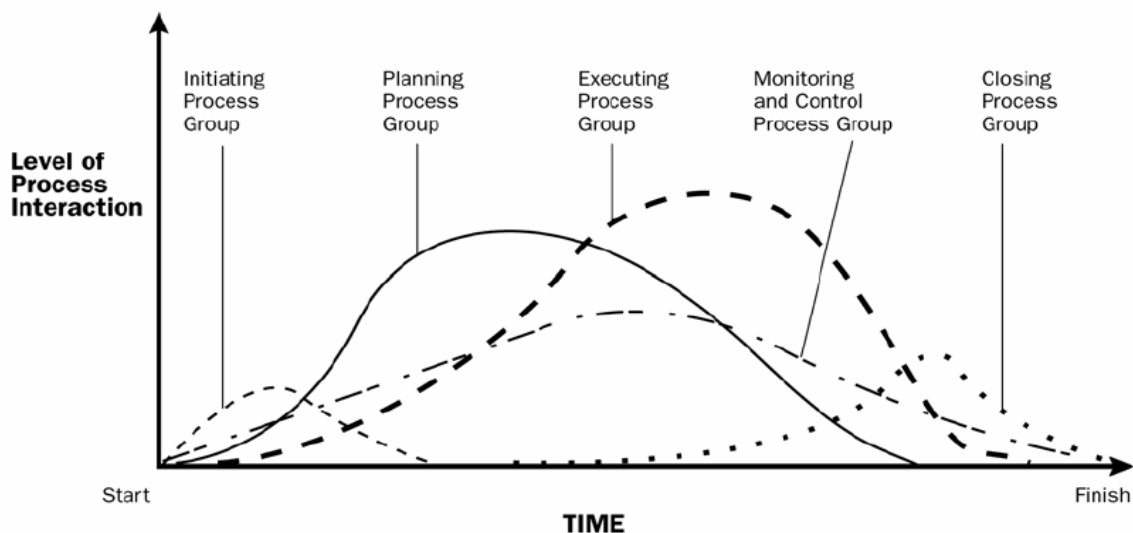 Initiating
Process
Group
Planning
Process
Group
Executing
Process
Group
Monitoring
and Control
Process Group
Closing
Process
Group
Level of
Process
Interaction
Start
Finish
TIME